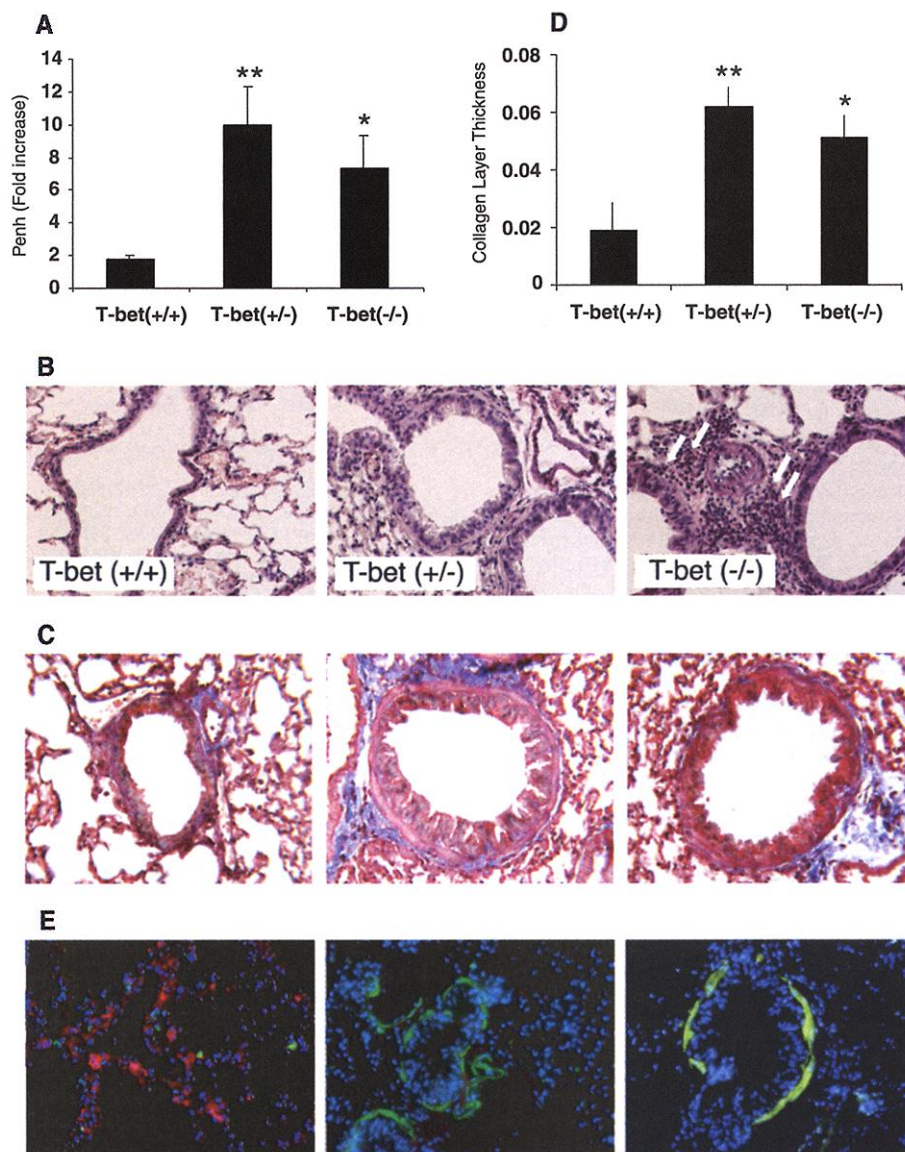 A
Penh (Fold increase)
14
12
10
8
6
4
2
0
**
*
T-bet(+/+)
T-bet(+/-)
T-bet(-/-)
D
Collagen Layer Thickness
0.08
0.06
0.04
0.02
0
**
*
T-bet(+/+)
T-bet(+/-)
T-bet(-/-)
B
T-bet (+/+)
T-bet (+/-)
T-bet (-/-)
C
E